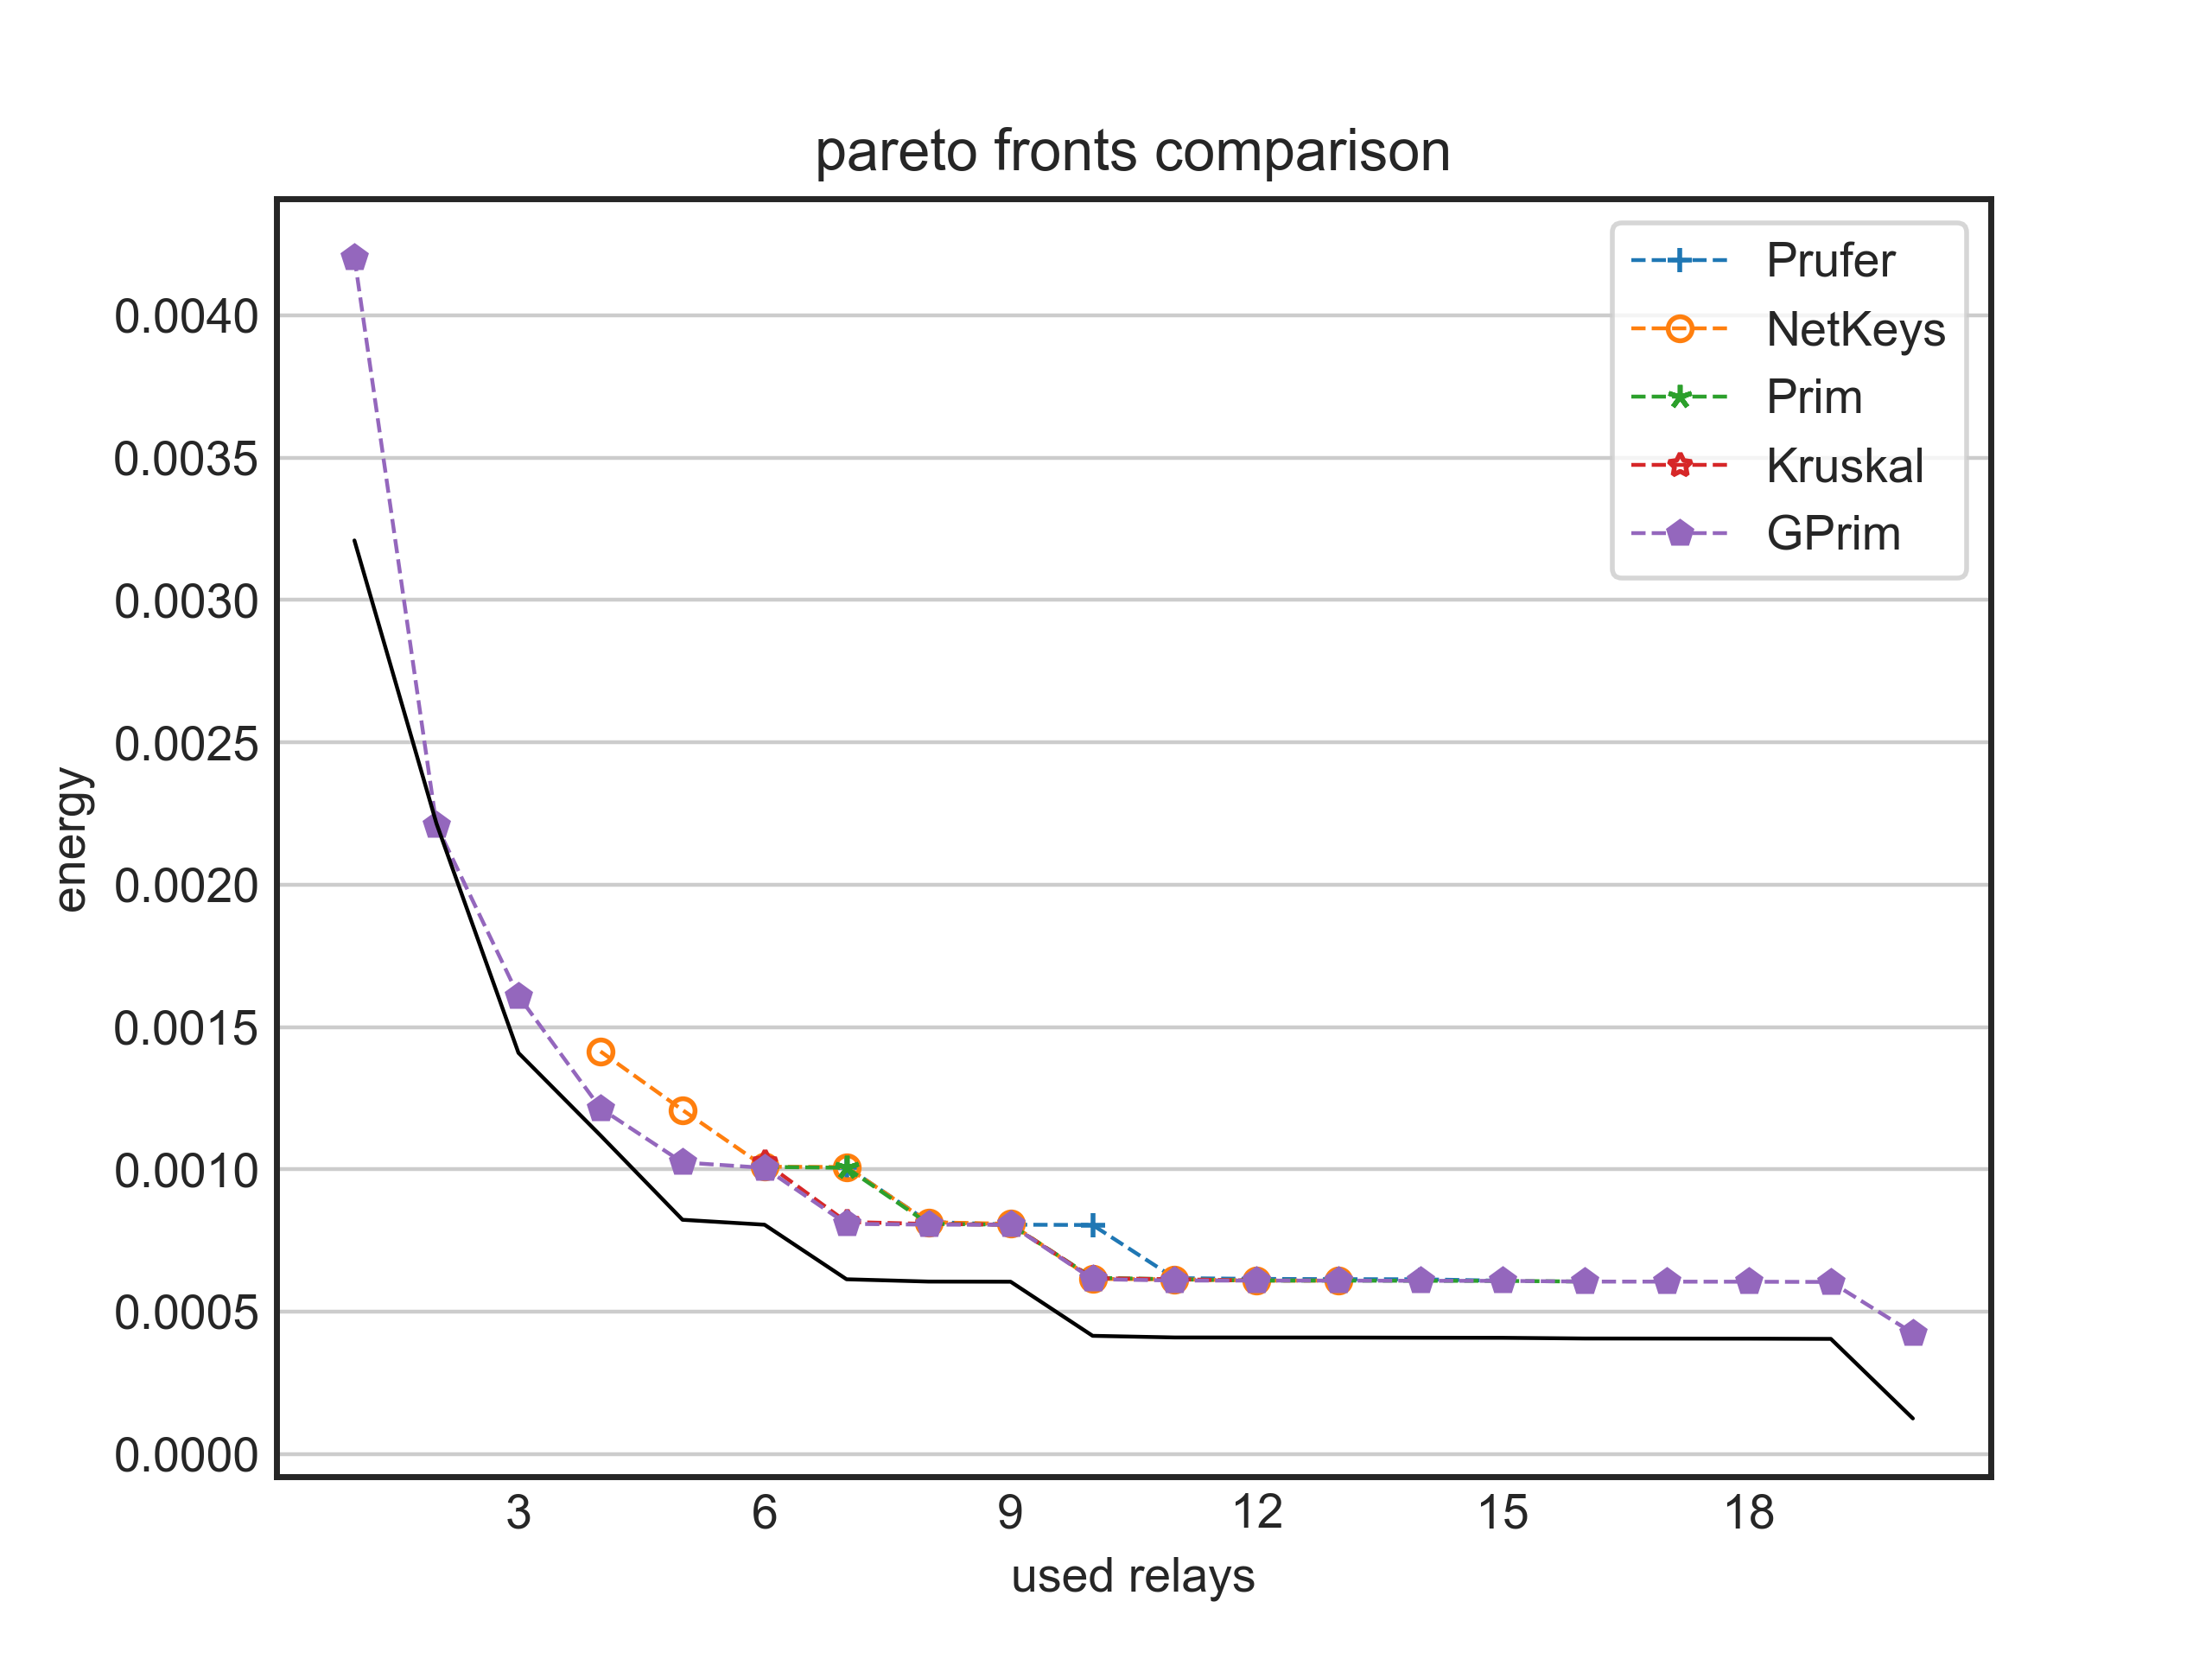 pareto fronts comparison
Prufer
NetKeys
Prim
Kruskal
GPrim
0.0040
0.0035
0.0030
0.0025
0.0020
0.0015
0.0010
0.0005
0.0000
energy
3 6 9 12 15 18
used relays